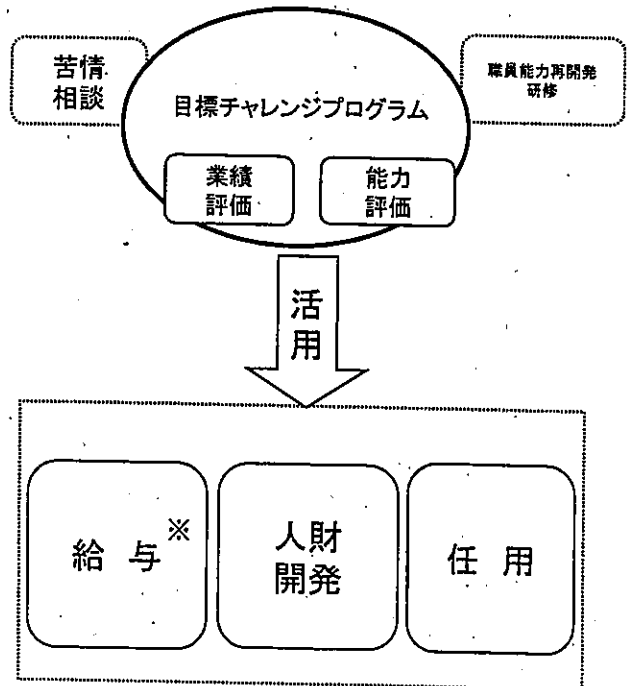 苦情
相談
目標チャレンジプログラム
職員能力再開発
研修
業績
評価
能力
評価
活
用
給 与※
人財
開発
任 用